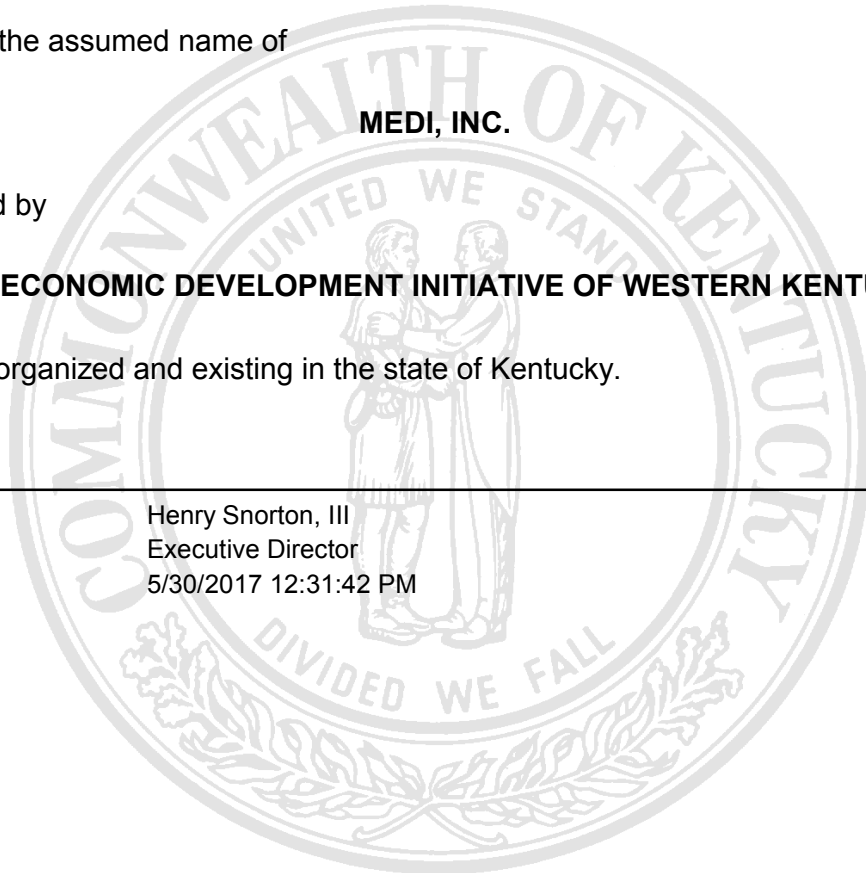 the assumed name of
MEDI, INC.
d by
ECONOMIC DEVELOPMENT INITIATIVE OF WESTERN KENTU
organized and existing in the state of Kentucky.
Henry Snorton, III
Executive Director
5/30/2017 12:31:42 PM
COMMONWEALTH OF KENTUCKY
UNITED WE STAND
DIVIDED WE FALL